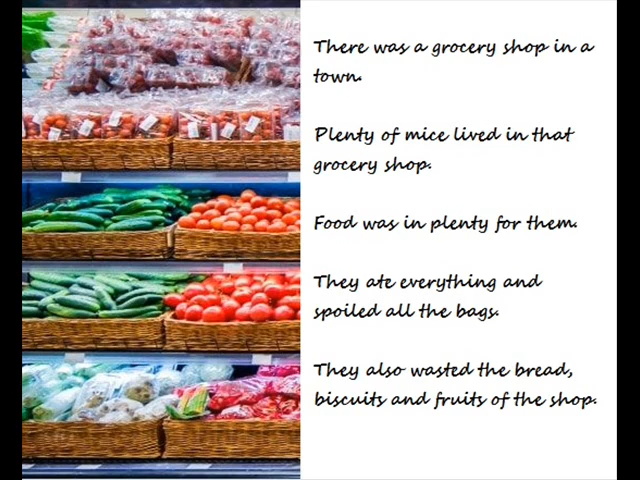 There was a grocery shop in a
town.
Plenty of mice lived in that
grocery shop.
Food was in plenty for them.
They ate everything and
spoiled all the bags.
They also wasted the bread,
biscuits and fruits of the shop.